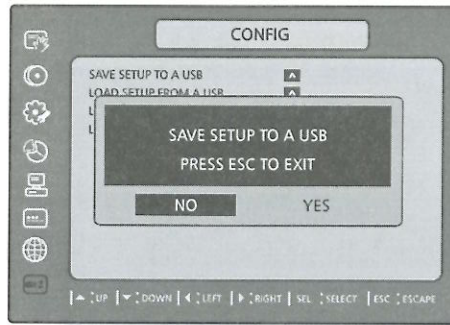 CONFIG
SAVE SETUP TO A USB
LOAD SETUP FROM A USB
L
L
SAVE SETUP TO A USB
PRESS ESC TO EXIT
NO YES
UP DOWN LEFT RIGHT SEL SELECT ESC ESCAPE